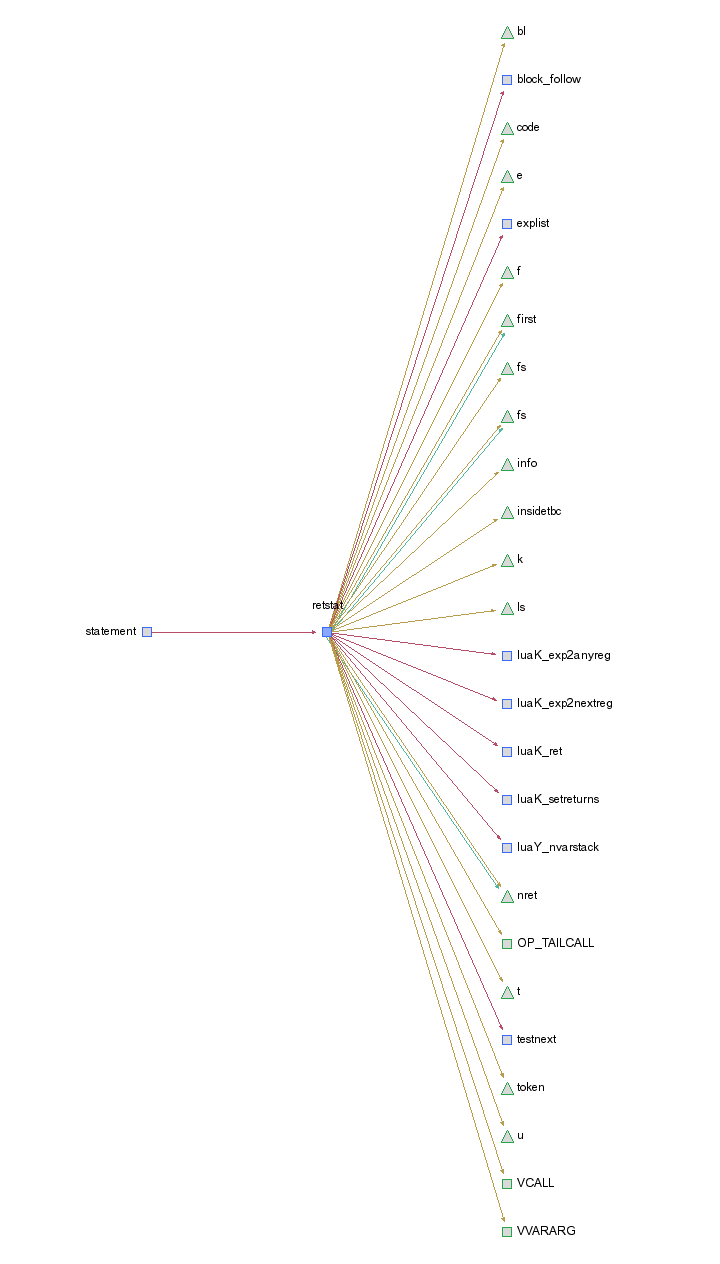 bl
block_follow
code
e
explist
f
first
fs
fs
info
insidetbc
k
retstat
ls
statement
luaK_exp2anyreg
luaK_exp2nextreg
luaK_ret
luaK_setreturns
luaY_nvarstack
nret
OP_TAILCALL
t
testnext
token
u
VCALL
VVARARG